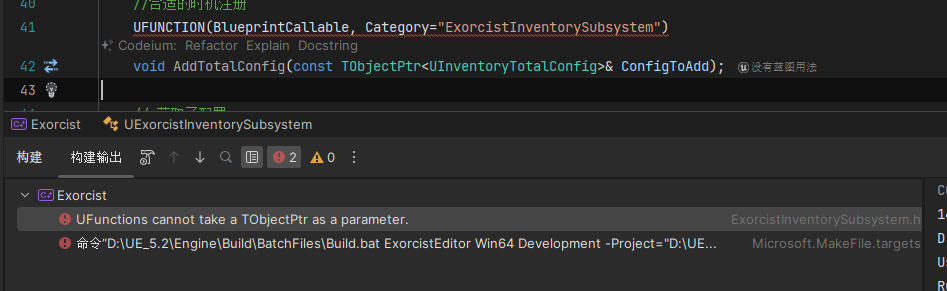 40 //合适的时机注册
41 UFUNCTION(BlueprintCallable, Category="ExorcistInventorySubsystem")
Codeium: Refactor Explain Docstring
42 void AddTotalConfig(const TObjectPtr<UInventoryTotalConfig>& ConfigToAdd); 没有蓝图用法
43
Exorcist UExorcistInventorySubsystem
构建 构建输出 2 0
Exorcist
UFunctions cannot take a TObjectPtr as a parameter. ExorcistInventorySubsystem.h
命令"D:\UE_5.2\Engine\Build\BatchFiles\Build.bat ExorcistEditor Win64 Development -Project="D:\UE... Microsoft.MakeFile.targets